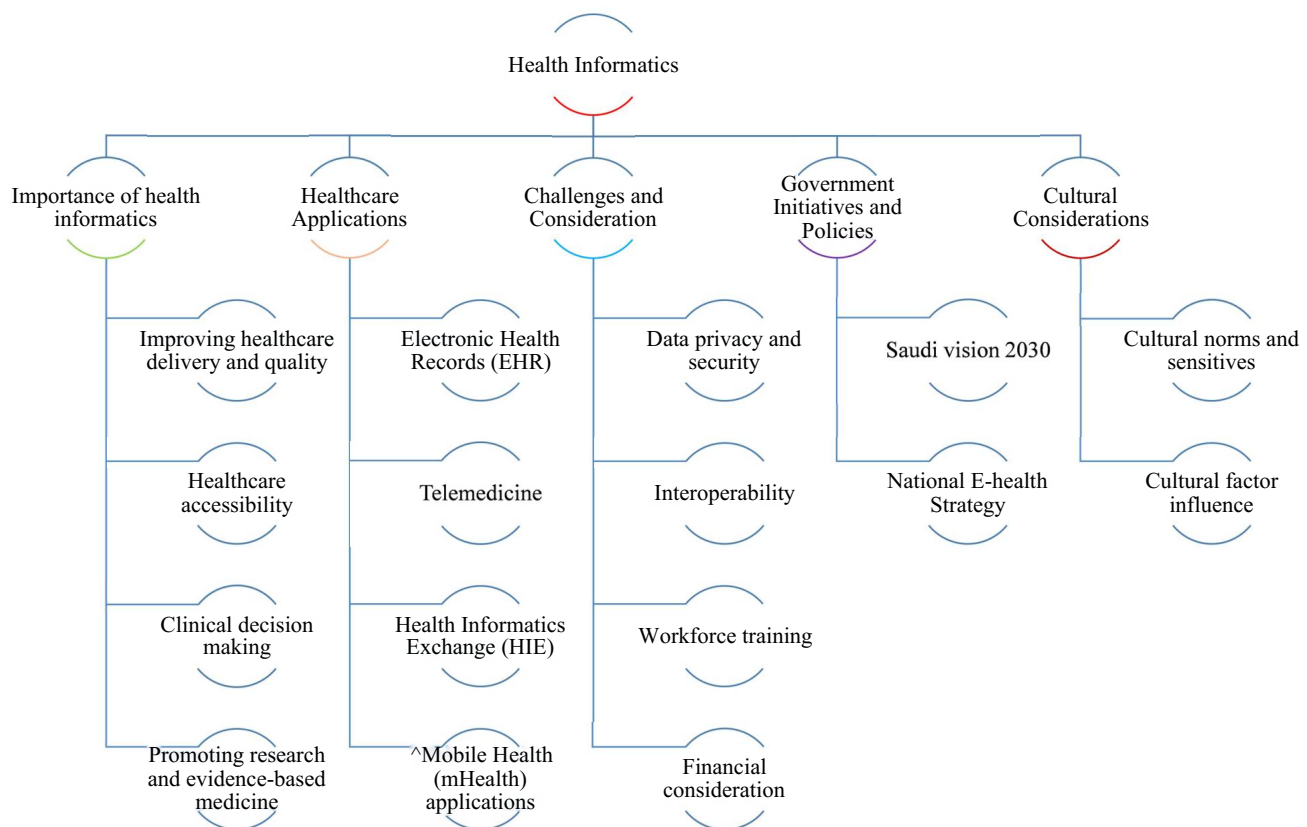 Health Informatics
Importance of health
informatics
Healthcare
Applications
Challenges and
Consideration
Government
Initiatives and
Policies
Cultural
Considerations
Improving healthcare
delivery and quality
Healthcare
accessibility
Clinical decision
making
Promoting research
and evidence-based
medicine
Electronic Health
Records (EHR)
Telemedicine
Health Informatics
Exchange (HIE)
^Mobile Health
(mHealth)
applications
Data privacy and
security
Interoperability
Workforce training
Financial
consideration
Saudi vision 2030
National E-health
Strategy
Cultural norms and
sensitives
Cultural factor
influence